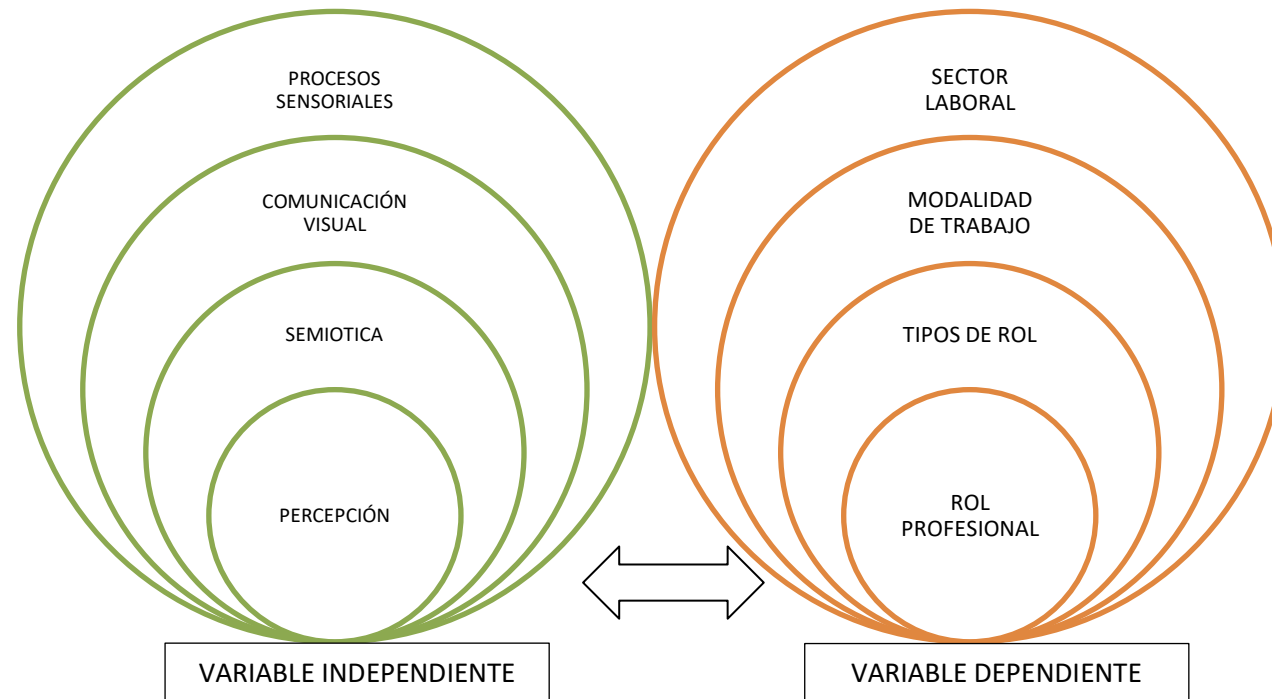 PROCESOS
SENSORIALES
COMUNICACIÓN
VISUAL
SEMIOTICA
PERCEPCIÓN
VARIABLE INDEPENDIENTE
SECTOR
LABORAL
MODALIDAD
DE TRABAJO
TIPOS DE ROL
ROL
PROFESIONAL
VARIABLE DEPENDIENTE